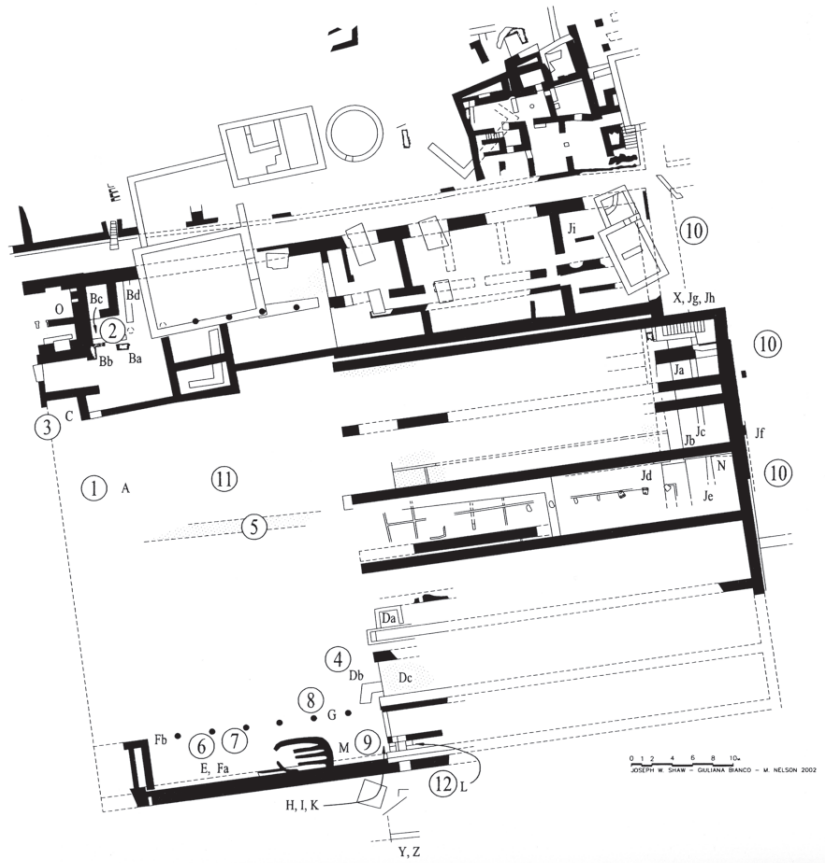 Ji
10
O
Bc
Bd
2
Bb
Ba
X, Jg, Jh
10
Ja
3
C
Jc
Jb
Jf
1
A
11
Jd
N
10
Je
5
Da
4
Db
Dc
8
G
Fb
6
7
M
9
E, Fa
12
L
H, I, K
0 1 2 4 6 8 10m
JOSEPH W. SHAW – GIULIANA BIANCO – M. NELSON 2002
Y, Z